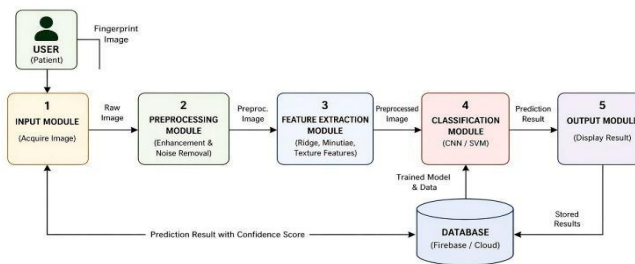 Fingerprint
Image
USER
(Patient)
1
INPUT MODULE
(Acquire Image)
Raw
Image
2
PREPROCESSING
MODULE
(Enhancement &
Noise Removal)
Preproc.
Image
3
FEATURE EXTRACTION
MODULE
(Ridge, Minutiae,
Texture Features)
Preprocessed
Image
4
CLASSIFICATION
MODULE
(CNN / SVM)
Prediction
Result
5
OUTPUT MODULE
(Display Result)
Trained Model
& Data
Stored
Results
Prediction Result with Confidence Score
DATABASE
(Firebase / Cloud)